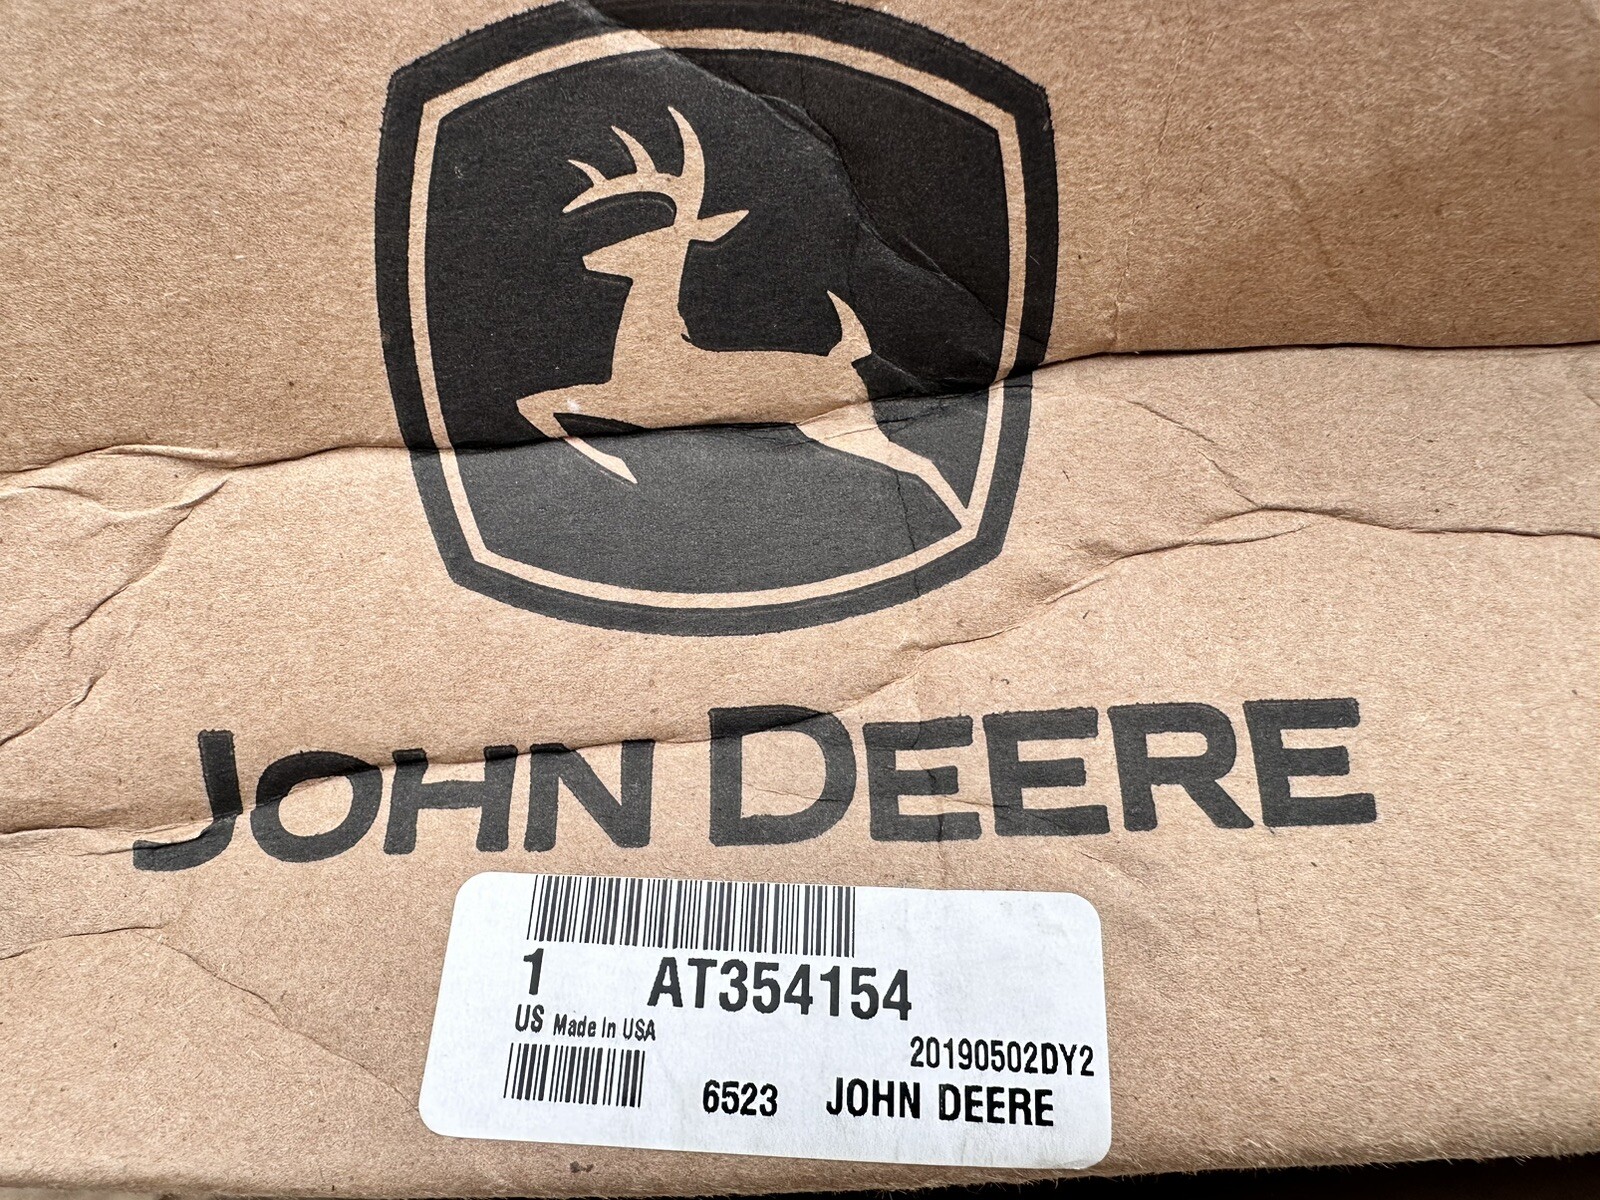 JOHN DEERE
1 AT354154
US Made In USA
20190502DY2
6523 JOHN DEERE